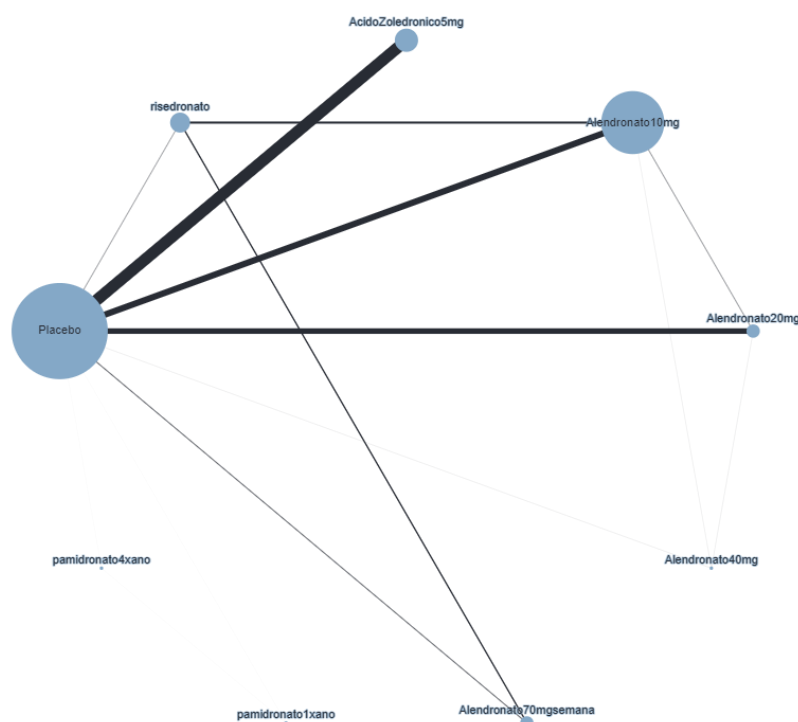 AcidoZoledronico5mg
risedronato
Alendronato10mg
Alendronato20mg
Placebo
pamidronato4xano
Alendronato40mg
Alendronato70mgsemana
pamidronato1xano